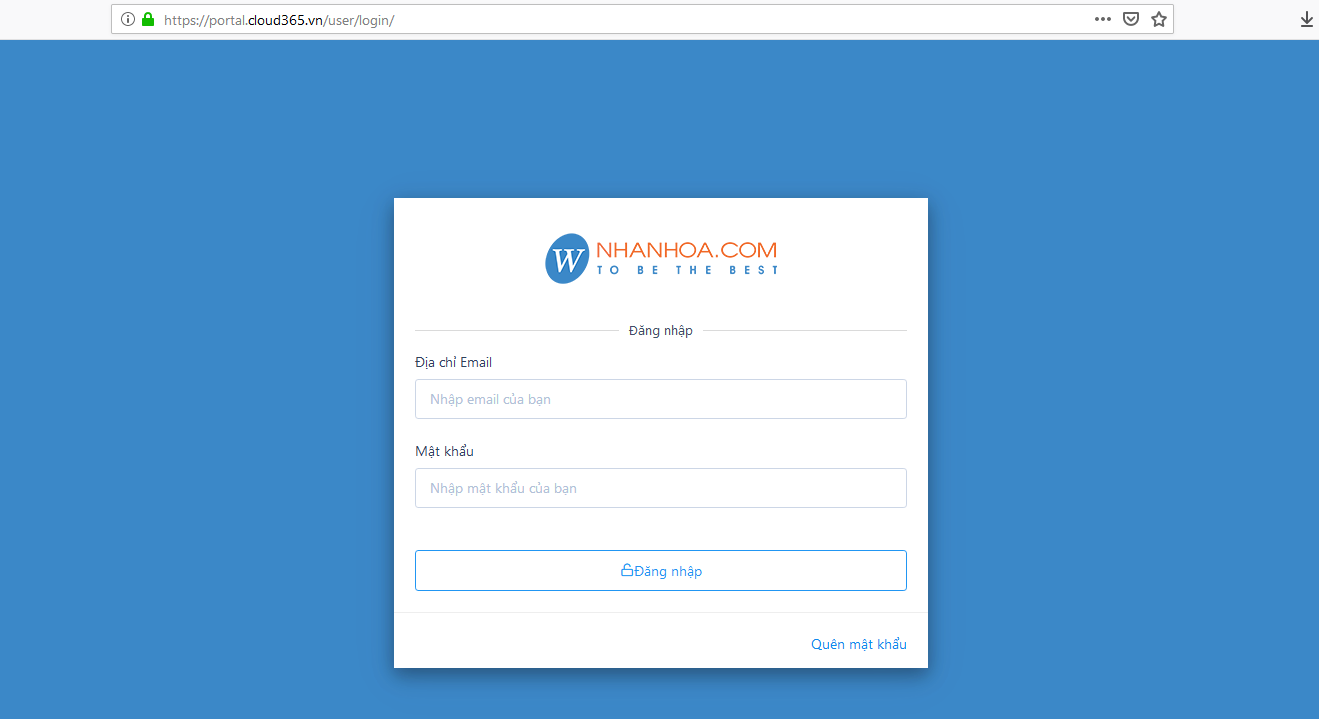 https://portal.cloud365.vn/user/login/
W NHANHOA.COM
TO BE THE BEST
Đăng nhập
Địa chỉ Email
Nhập email của bạn
Mật khẩu
Nhập mật khẩu của bạn
Đăng nhập
Quên mật khẩu